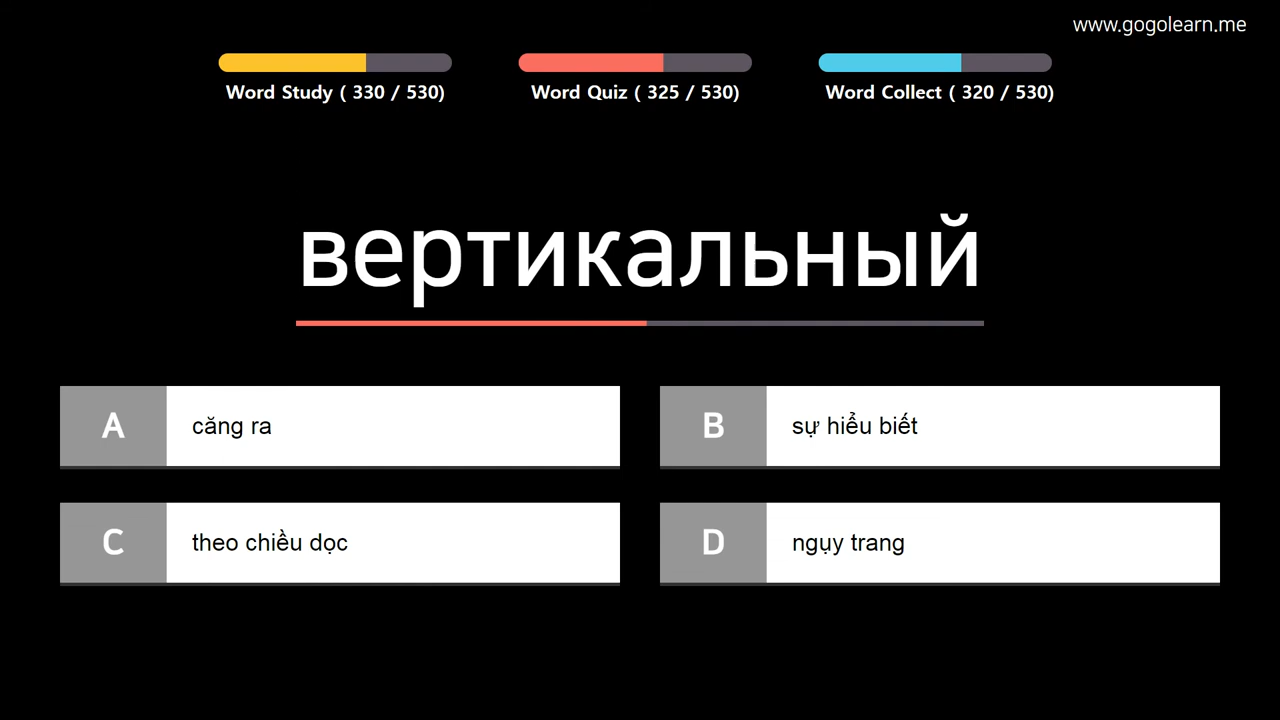 www.gogolearn.me
Word Study ( 330 / 530)
Word Quiz ( 325 / 530)
Word Collect ( 320 / 530)
вертикальный
A
căng ra
B
sự hiểu biết
C
theo chiều dọc
D
ngụy trang